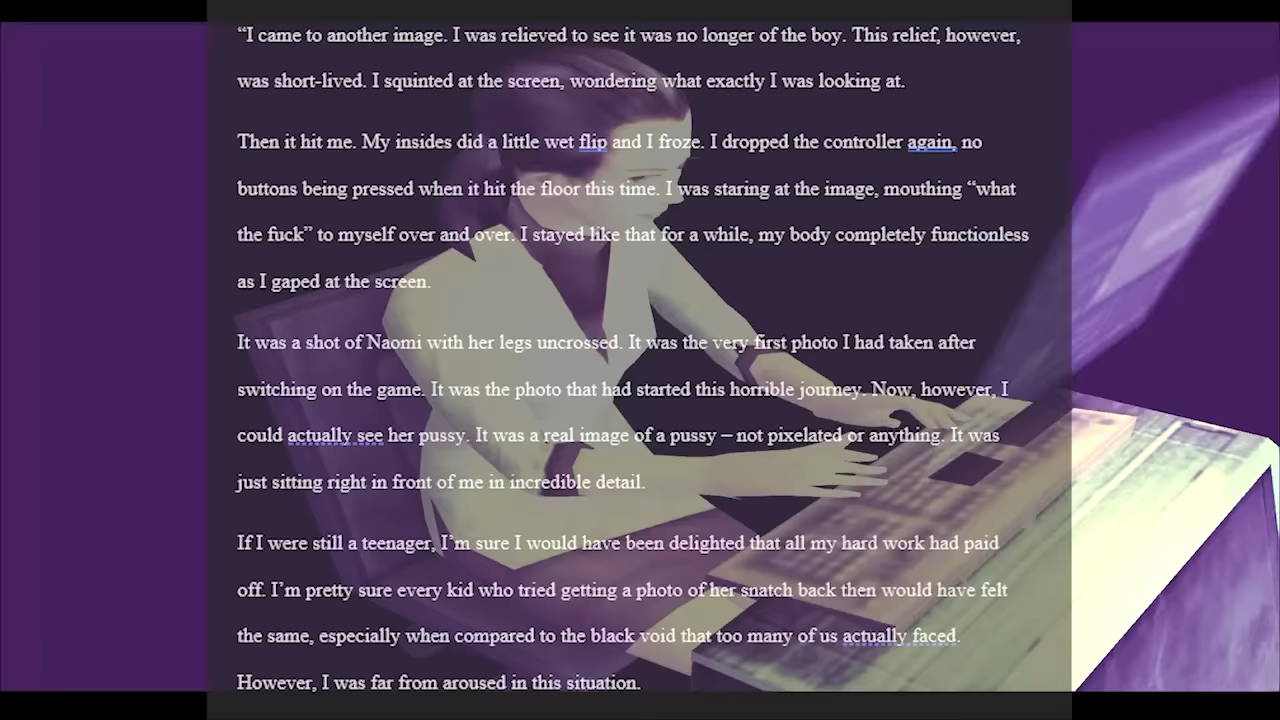 “I came to another image. I was relieved to see it was no longer of the boy. This relief, however,
was short-lived. I squinted at the screen, wondering what exactly I was looking at.
Then it hit me. My insides did a little wet flip and I froze. I dropped the controller again, no
buttons being pressed when it hit the floor this time. I was staring at the image, mouthing “what
the fuck” to myself over and over. I stayed like that for a while, my body completely functionless
as I gaped at the screen.
It was a shot of Naomi with her legs uncrossed. It was the very first photo I had taken after
switching on the game. It was the photo that had started this horrible journey. Now, however, I
could actually see her pussy. It was a real image of a pussy – not pixelated or anything. It was
just sitting right in front of me in incredible detail.
If I were still a teenager, I’m sure I would have been delighted that all my hard work had paid
off. I’m pretty sure every kid who tried getting a photo of her snatch back then would have felt
the same, especially when compared to the black void that too many of us actually faced.
However, I was far from aroused in this situation.